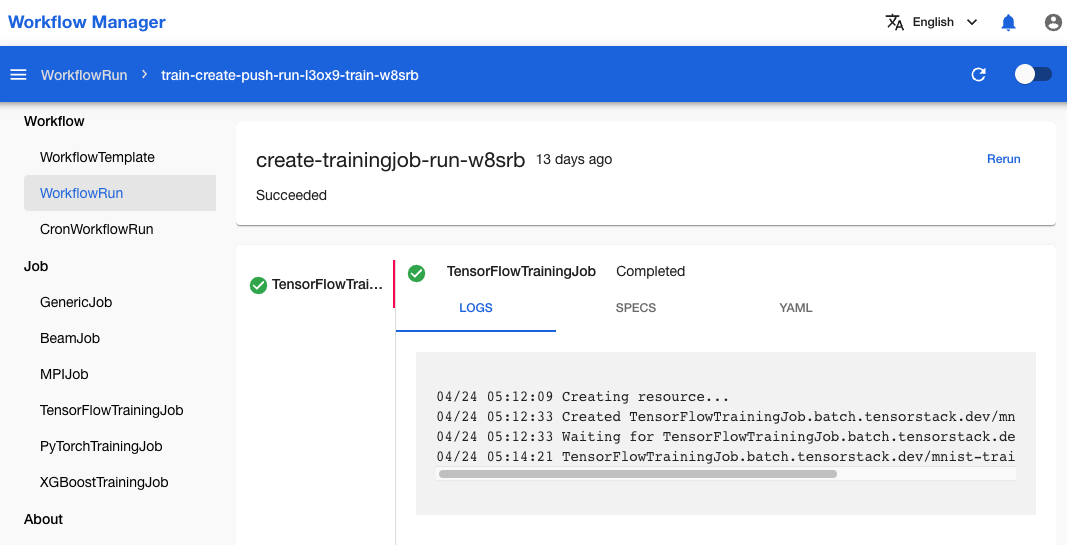 Workflow Manager
English
WorkflowRun > train-create-push-run-l3ox9-train-w8srb
Workflow
WorkflowTemplate
WorkflowRun
CronWorkflowRun
Job
GenericJob
BeamJob
MPIJob
TensorFlowTrainingJob
PyTorchTrainingJob
XGBoostTrainingJob
About
create-trainingjob-run-w8srb 13 days ago
Rerun
Succeeded
TensorFlowTrai...
TensorFlowTrainingJob Completed
LOGS SPECS YAML
04/24 05:12:09 Creating resource...
04/24 05:12:33 Created TensorFlowTrainingJob.batch.tensorstack.dev/mn
04/24 05:12:33 Waiting for TensorFlowTrainingJob.batch.tensorstack.de
04/24 05:14:21 TensorFlowTrainingJob.batch.tensorstack.dev/mnist-trai